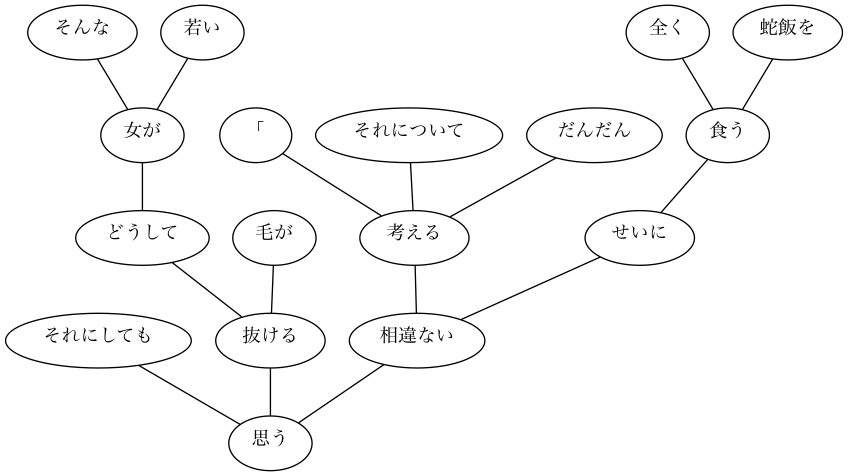 そんな
若い
全く
蛇飯を
女が
「
それについて
だんだん
食う
どうして
毛が
考える
せいに
それにしても
抜ける
相違ない
思う